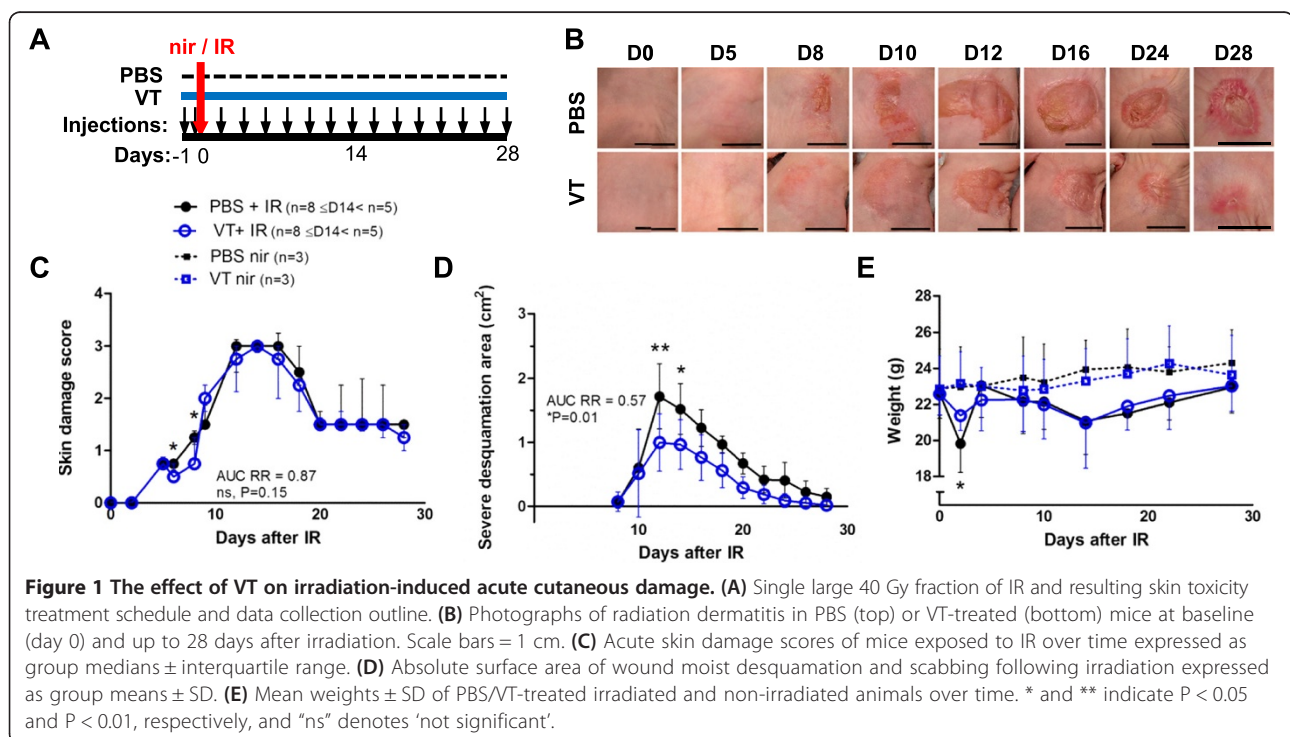 A
nir / IR
PBS
VT
Injections:
Days: -1 0 14 28
B
D0 D5 D8 D10 D12 D16 D24 D28
PBS
VT
PBS + IR (n=8 ≤D14< n=5)
VT+ IR (n=8 ≤D14< n=5)
PBS nir (n=3)
VT nir (n=3)
C
Skin damage score
4
3
2
1
0
* *
AUC RR = 0.87
ns, P=0.15
0 10 20 30
Days after IR
D
Severe desquamation area (cm²)
3
2
1
0
** *
AUC RR = 0.57
*P=0.01
10 20 30
Days after IR
E
Weight (g)
28
26
24
22
20
18
*
0 10 20 30
Days after IR
Figure 1 The effect of VT on irradiation-induced acute cutaneous damage. (A) Single large 40 Gy fraction of IR and resulting skin toxicity
treatment schedule and data collection outline. (B) Photographs of radiation dermatitis in PBS (top) or VT-treated (bottom) mice at baseline
(day 0) and up to 28 days after irradiation. Scale bars = 1 cm. (C) Acute skin damage scores of mice exposed to IR over time expressed as
group medians ± interquartile range. (D) Absolute surface area of wound moist desquamation and scabbing following irradiation expressed
as group means ± SD. (E) Mean weights ± SD of PBS/VT-treated irradiated and non-irradiated animals over time. * and ** indicate P < 0.05
and P < 0.01, respectively, and “ns” denotes ‘not significant’.